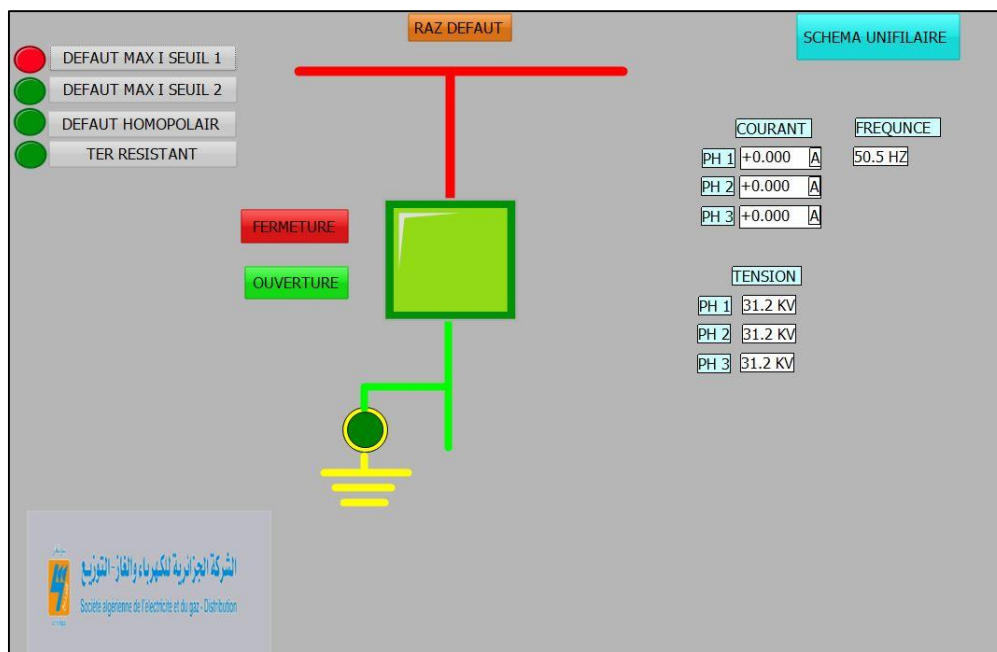 RAZ DEFAUT
SCHEMA UNIFILAIRE
DEFAUT MAX I SEUIL 1
DEFAUT MAX I SEUIL 2
DEFAUT HOMOPOLAIR
TER RESISTANT
COURANT
FREQUNCE
PH 1 +0.000 A
50.5 HZ
PH 2 +0.000 A
PH 3 +0.000 A
FERMETURE
OUVERTURE
TENSION
PH 1 31.2 KV
PH 2 31.2 KV
PH 3 31.2 KV
الشركة الجزائرية للكهرباء والغاز-التوزيع
Société algérienne de l'électricité et du gaz - Distribution